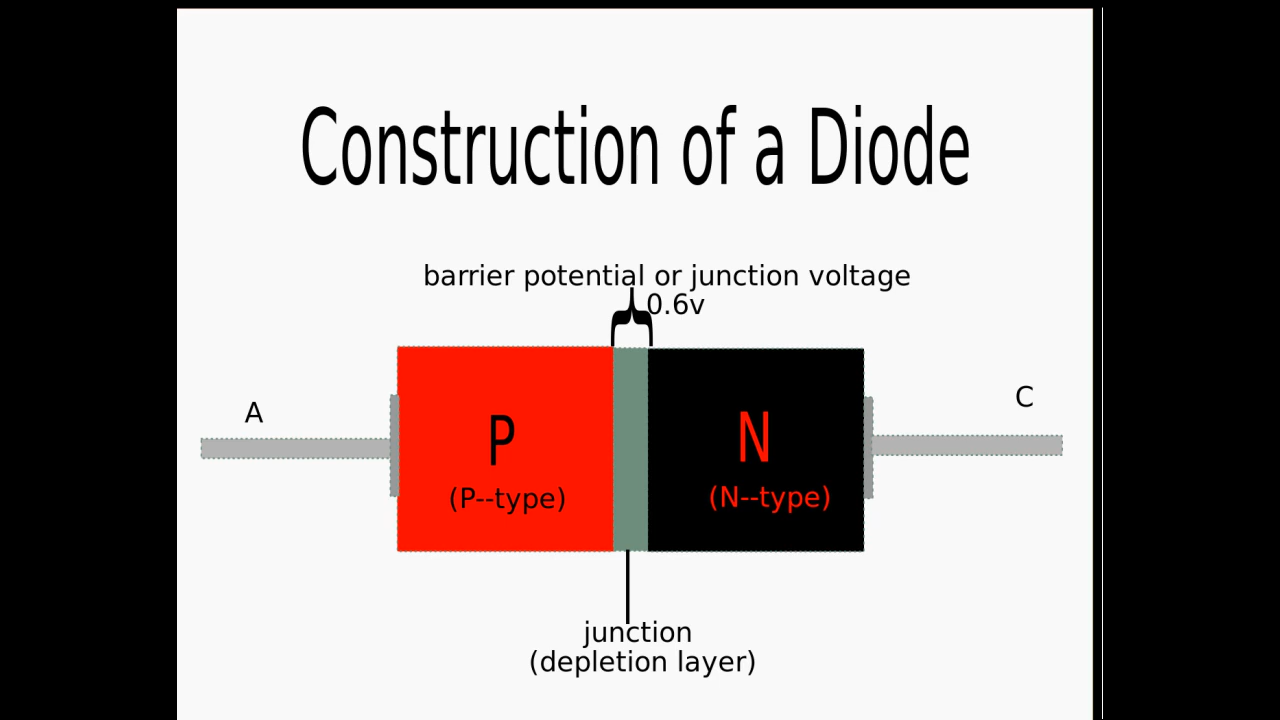 Construction of a Diode
barrier potential or junction voltage
0.6v
A
C
P
N
(P--type)
(N--type)
junction
(depletion layer)